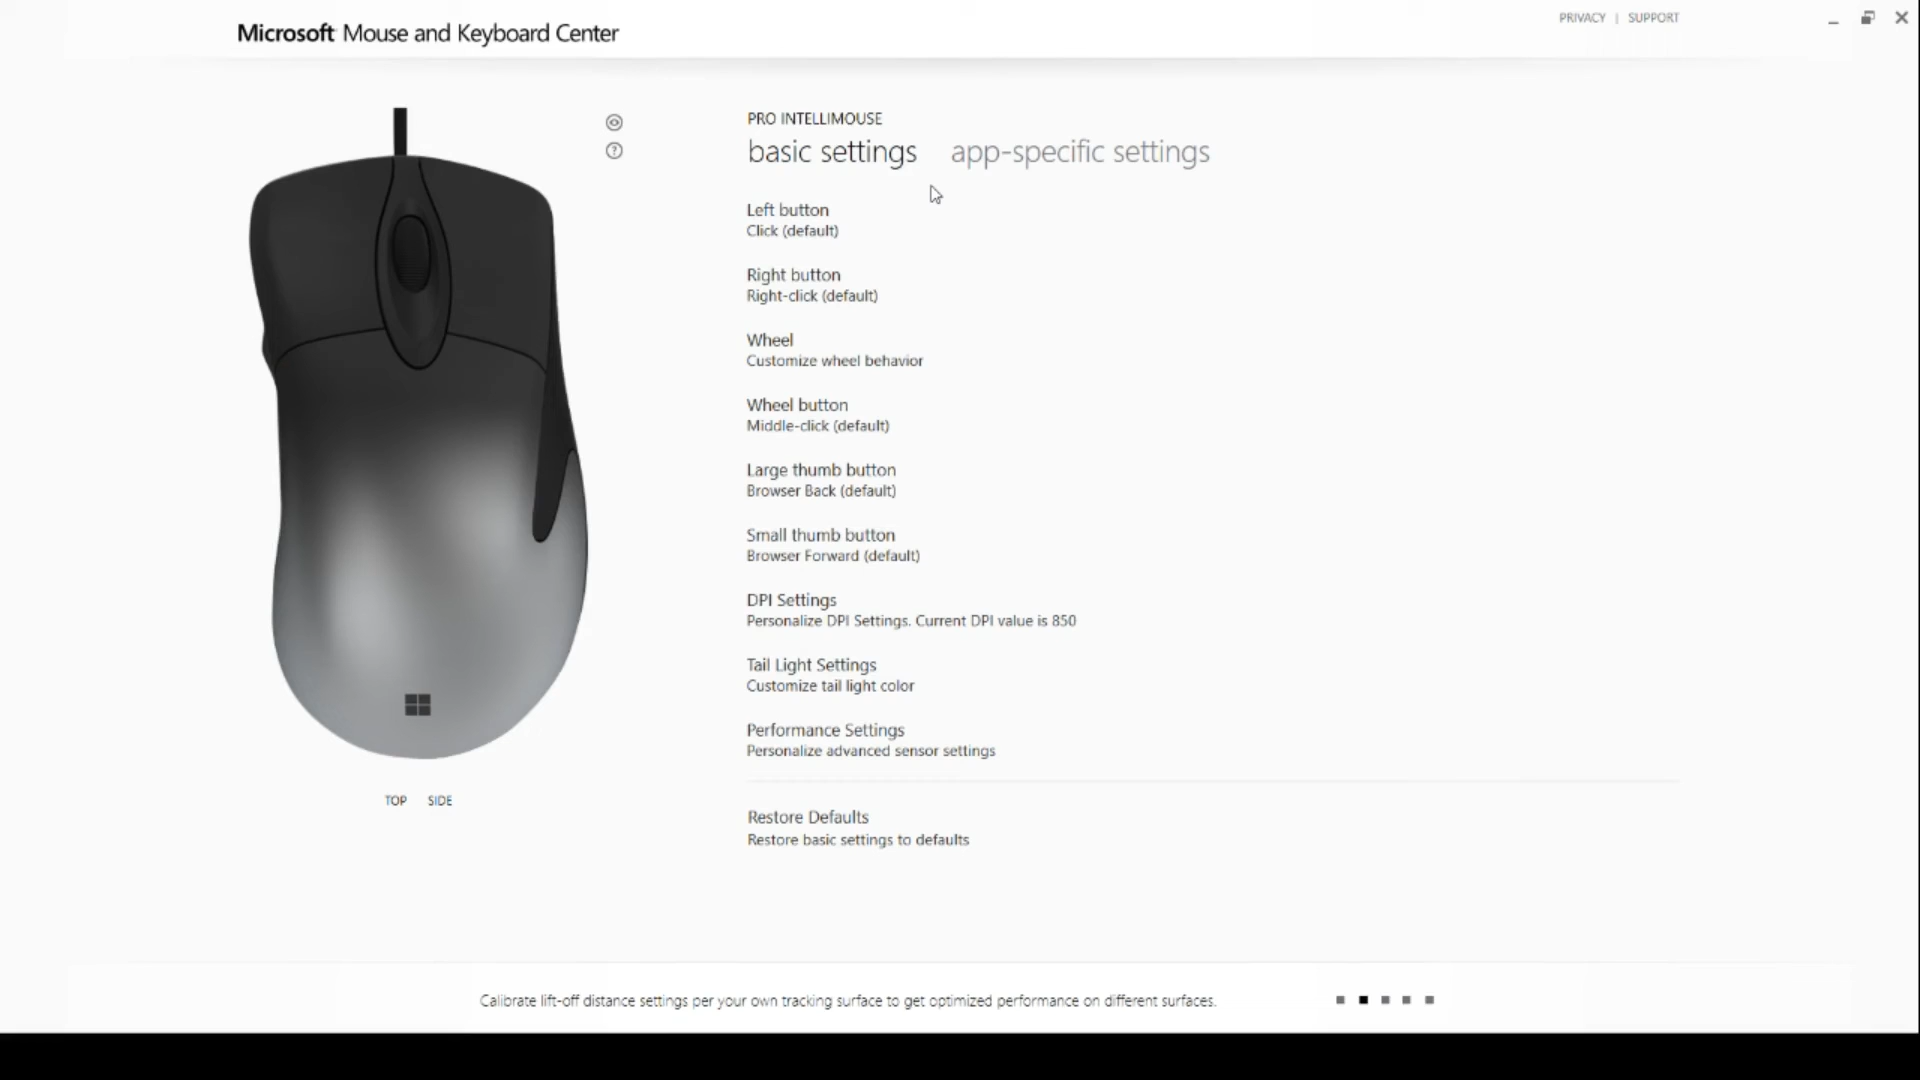 Microsoft Mouse and Keyboard Center
PRIVACY | SUPPORT
PRO INTELLIMOUSE
basic settings app-specific settings
Left button
Click (default)
Right button
Right-click (default)
Wheel
Customize wheel behavior
Wheel button
Middle-click (default)
Large thumb button
Browser Back (default)
Small thumb button
Browser Forward (default)
DPI Settings
Personalize DPI Settings. Current DPI value is 850
Tail Light Settings
Customize tail light color
Performance Settings
Personalize advanced sensor settings
TOP SIDE
Restore Defaults
Restore basic settings to defaults
Calibrate lift-off distance settings per your own tracking surface to get optimized performance on different surfaces.